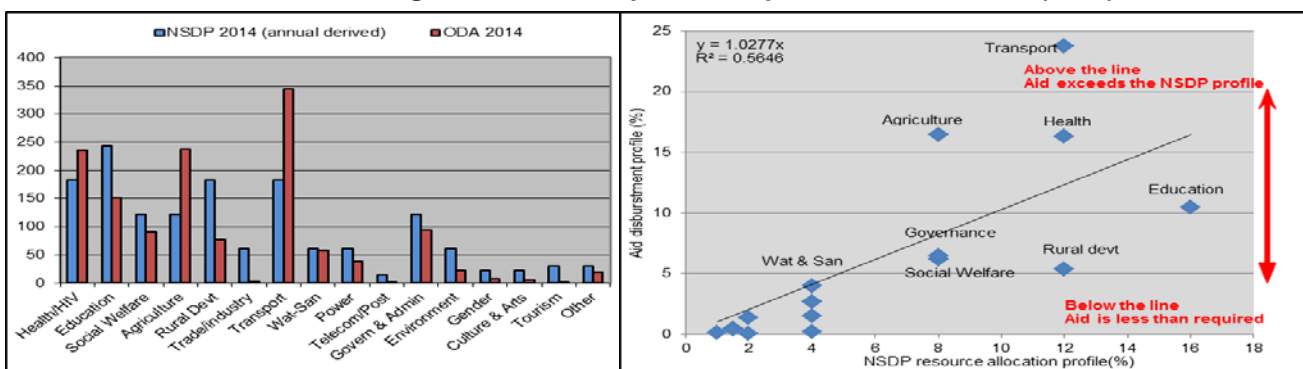 NSDP 2014 (annual derived) ODA 2014
400
350
300
250
200
150
100
50
0
Health/HIV
Education
Social Welfare
Agriculture
Rural Devt
Trade/industry
Transport
Wat-San
Power
Telecom/Post
Govern & Admin
Environment
Gender
Culture & Arts
Tourism
Other
y = 1.0277x
R² = 0.5646
Transport
Above the line
Aid exceeds the NSDP profile
Agriculture
Health
Education
Governance
Rural devt
Wat & San
Social Welfare
Below the line
Aid is less than required
Aid disburstment profile (%)
25
20
15
10
5
0
0 2 4 6 8 10 12 14 16 18
NSDP resource allocation profile(%)